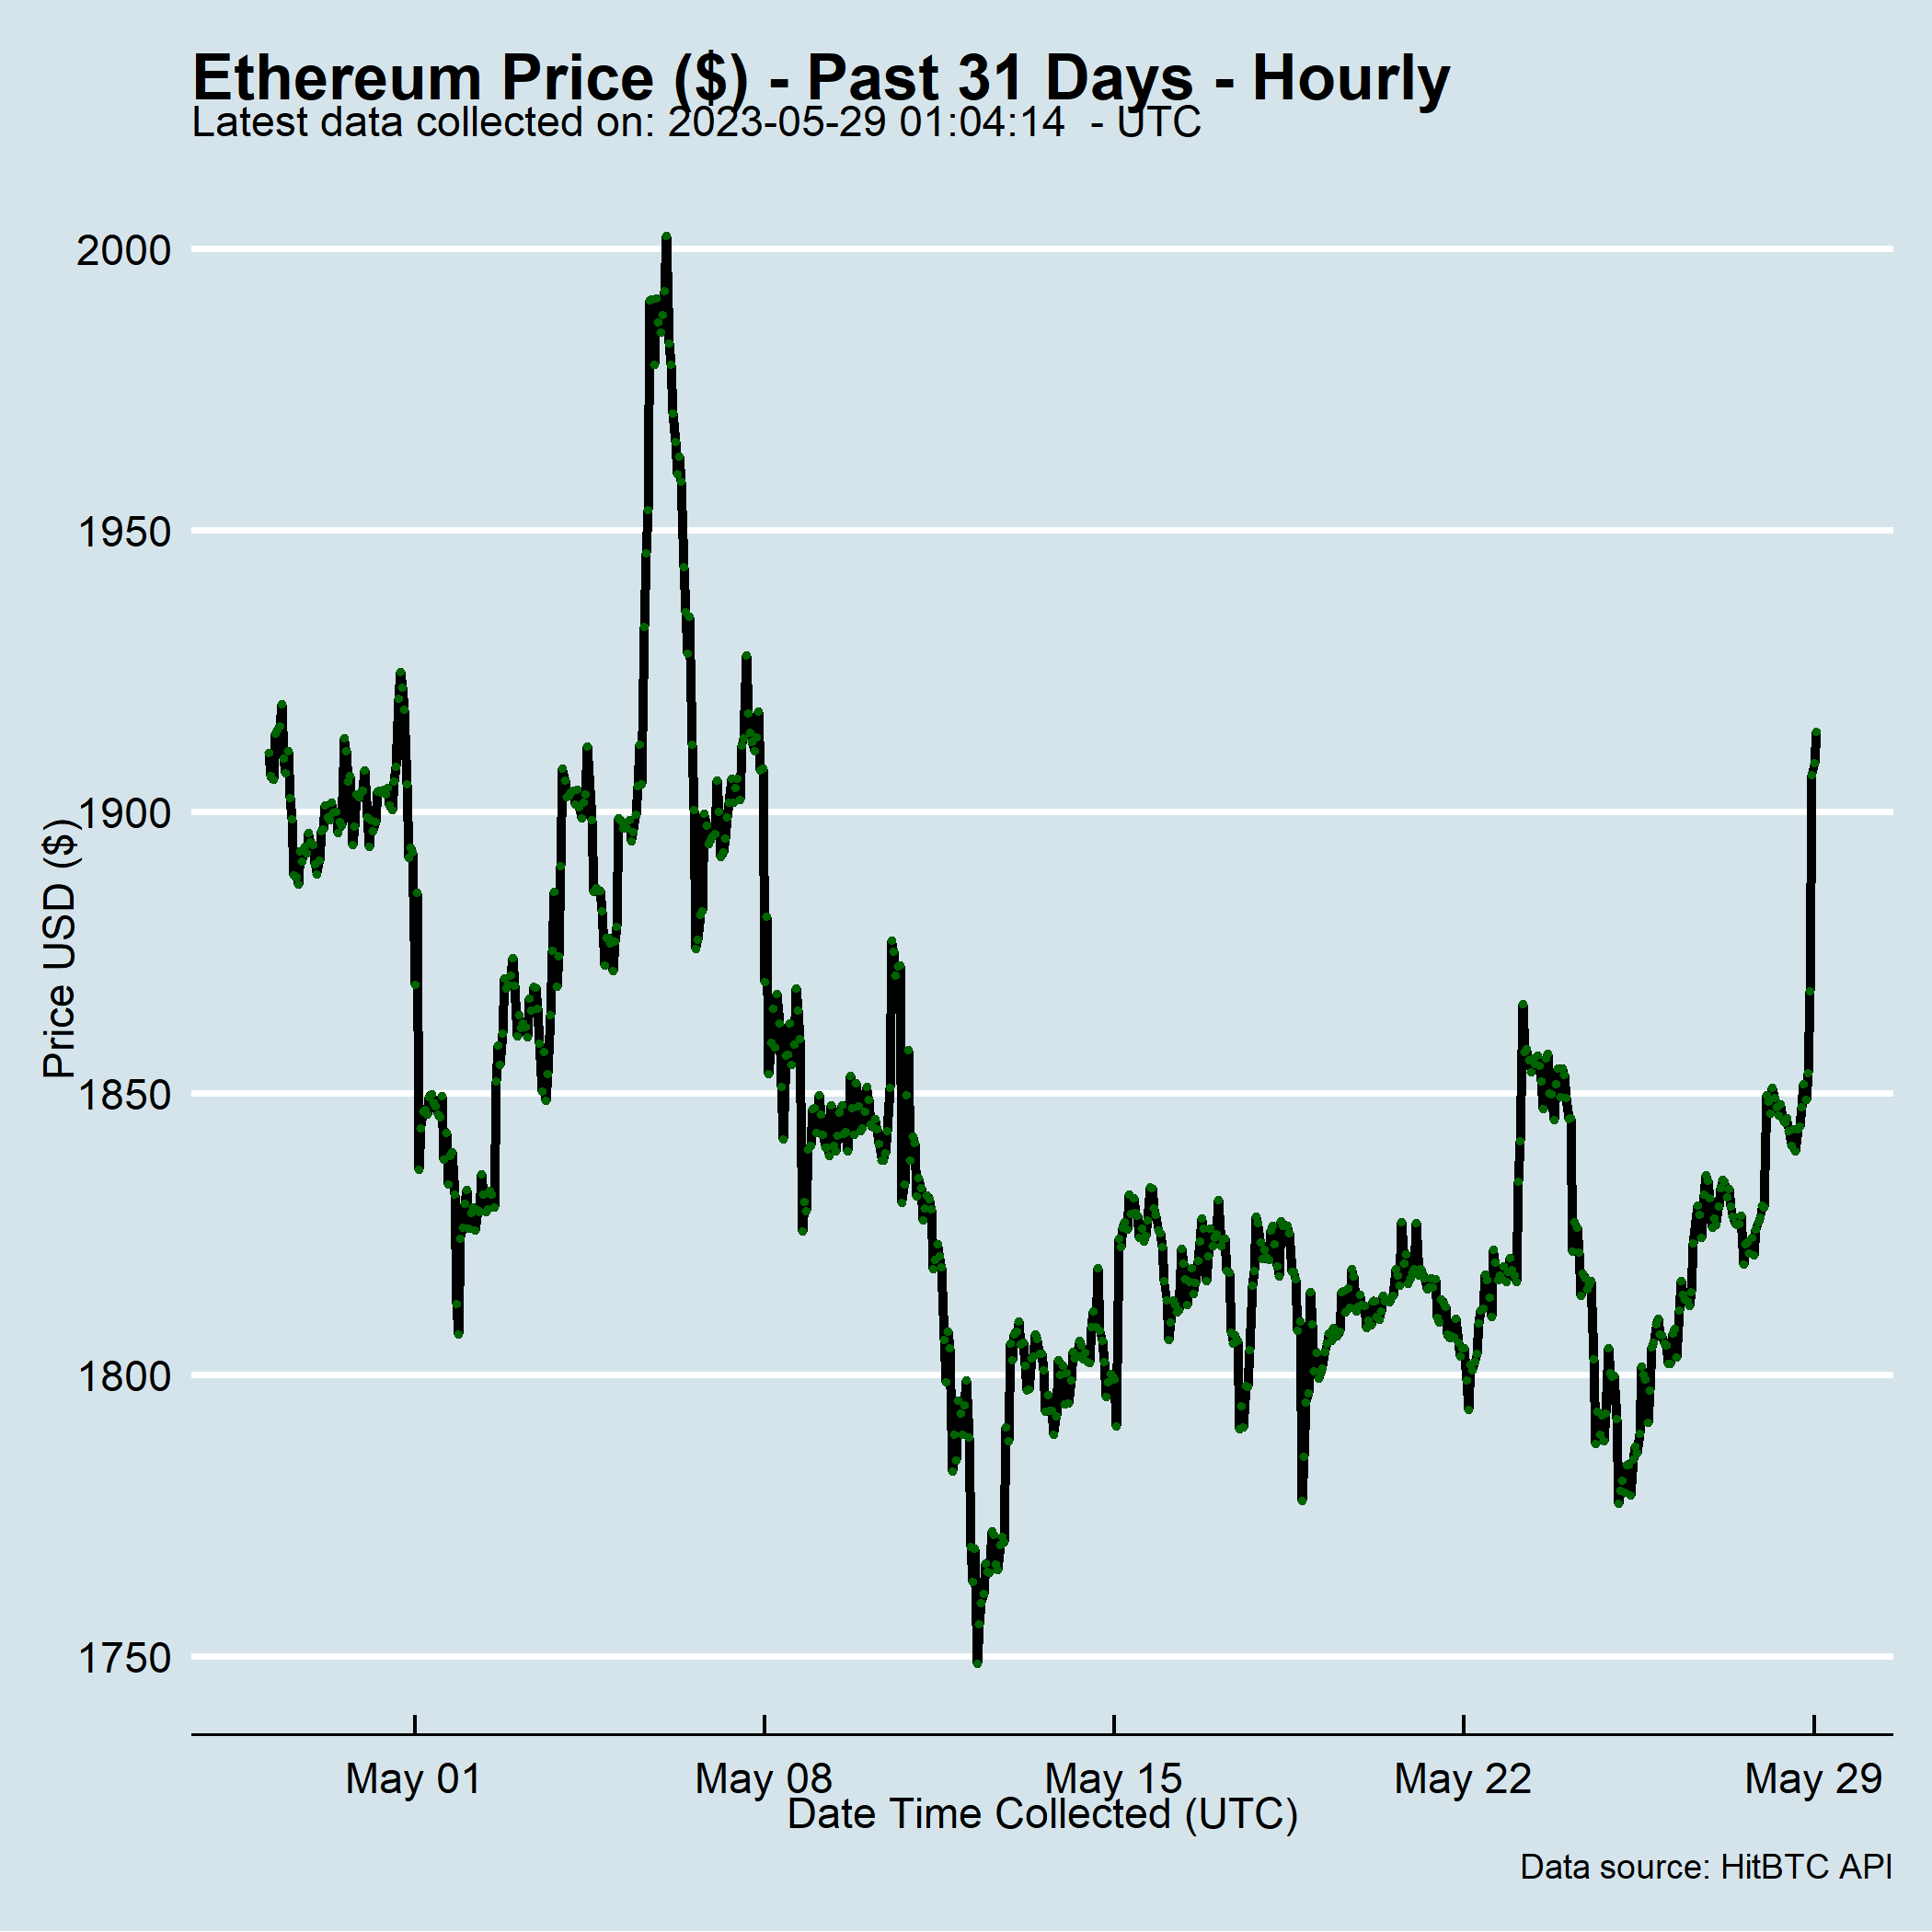 Ethereum Price ($) - Past 31 Days - Hourly
Latest data collected on: 2023-05-29 01:04:14  - UTC
2000
1950
1900
1850
1800
1750
Price USD ($)
May 01
May 08
May 15
May 22
May 29
Date Time Collected (UTC)
Data source: HitBTC API